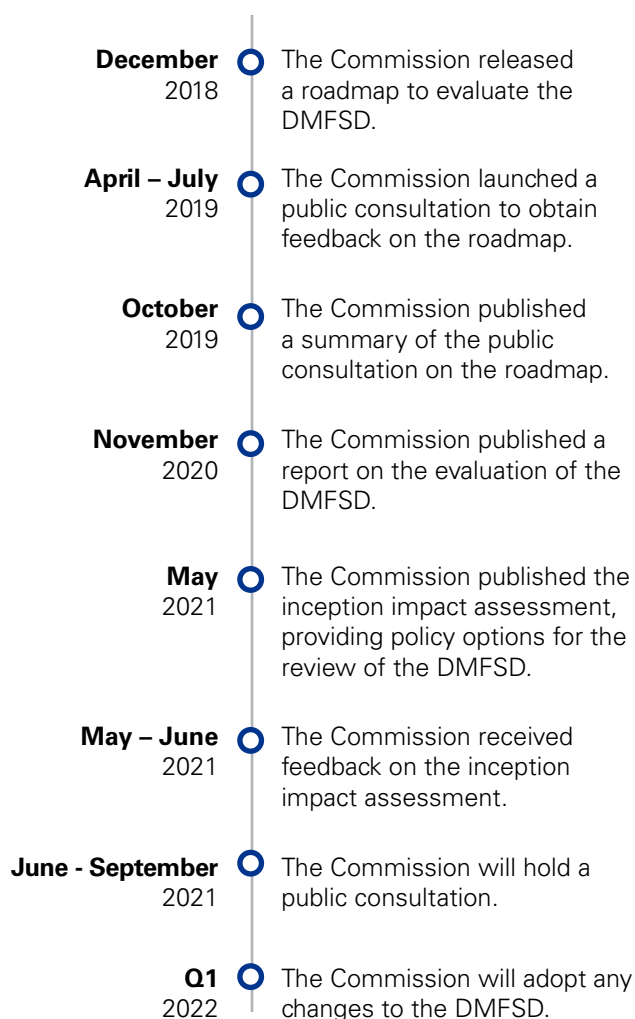 December
2018
The Commission released
a roadmap to evaluate the
DMFSD.
April – July
2019
The Commission launched a
public consultation to obtain
feedback on the roadmap.
October
2019
The Commission published
a summary of the public
consultation on the roadmap.
November
2020
The Commission published a
report on the evaluation of the
DMFSD.
May
2021
The Commission published the
inception impact assessment,
providing policy options for the
review of the DMFSD.
May – June
2021
The Commission received
feedback on the inception
impact assessment.
June - September
2021
The Commission will hold a
public consultation.
Q1
2022
The Commission will adopt any
changes to the DMFSD.